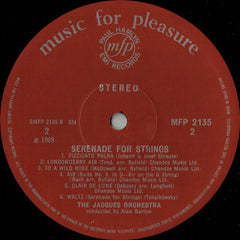 music for pleasure
PAUL HAMLYN
mfp
EMI RECORDS
STEREO
SMFP 2135 B
2
℗ 1969
MFP 2135
2
SERENADE FOR STRINGS
1. PIZZICATO POLKA (Johann & Josef Strauss)
2. LONDONDERRY AIR (Trad. arr. Byfield) Chandos Music Ltd.
3. TO A WILD ROSE (McDowell arr. Byfield) Chandos Music Ltd.
4. AIR (Suite No. 3, in D—Air on the G String)
(Bach arr. Byfield) Chandos Music Ltd.
5. CLAIR DE LUNE (Debussy arr. Langford)
Chandos Music Ltd.
6. WALTZ (Serenade for Strings) (Tchaikovsky)
THE JACQUES ORCHESTRA
conducted by Alan Barlow